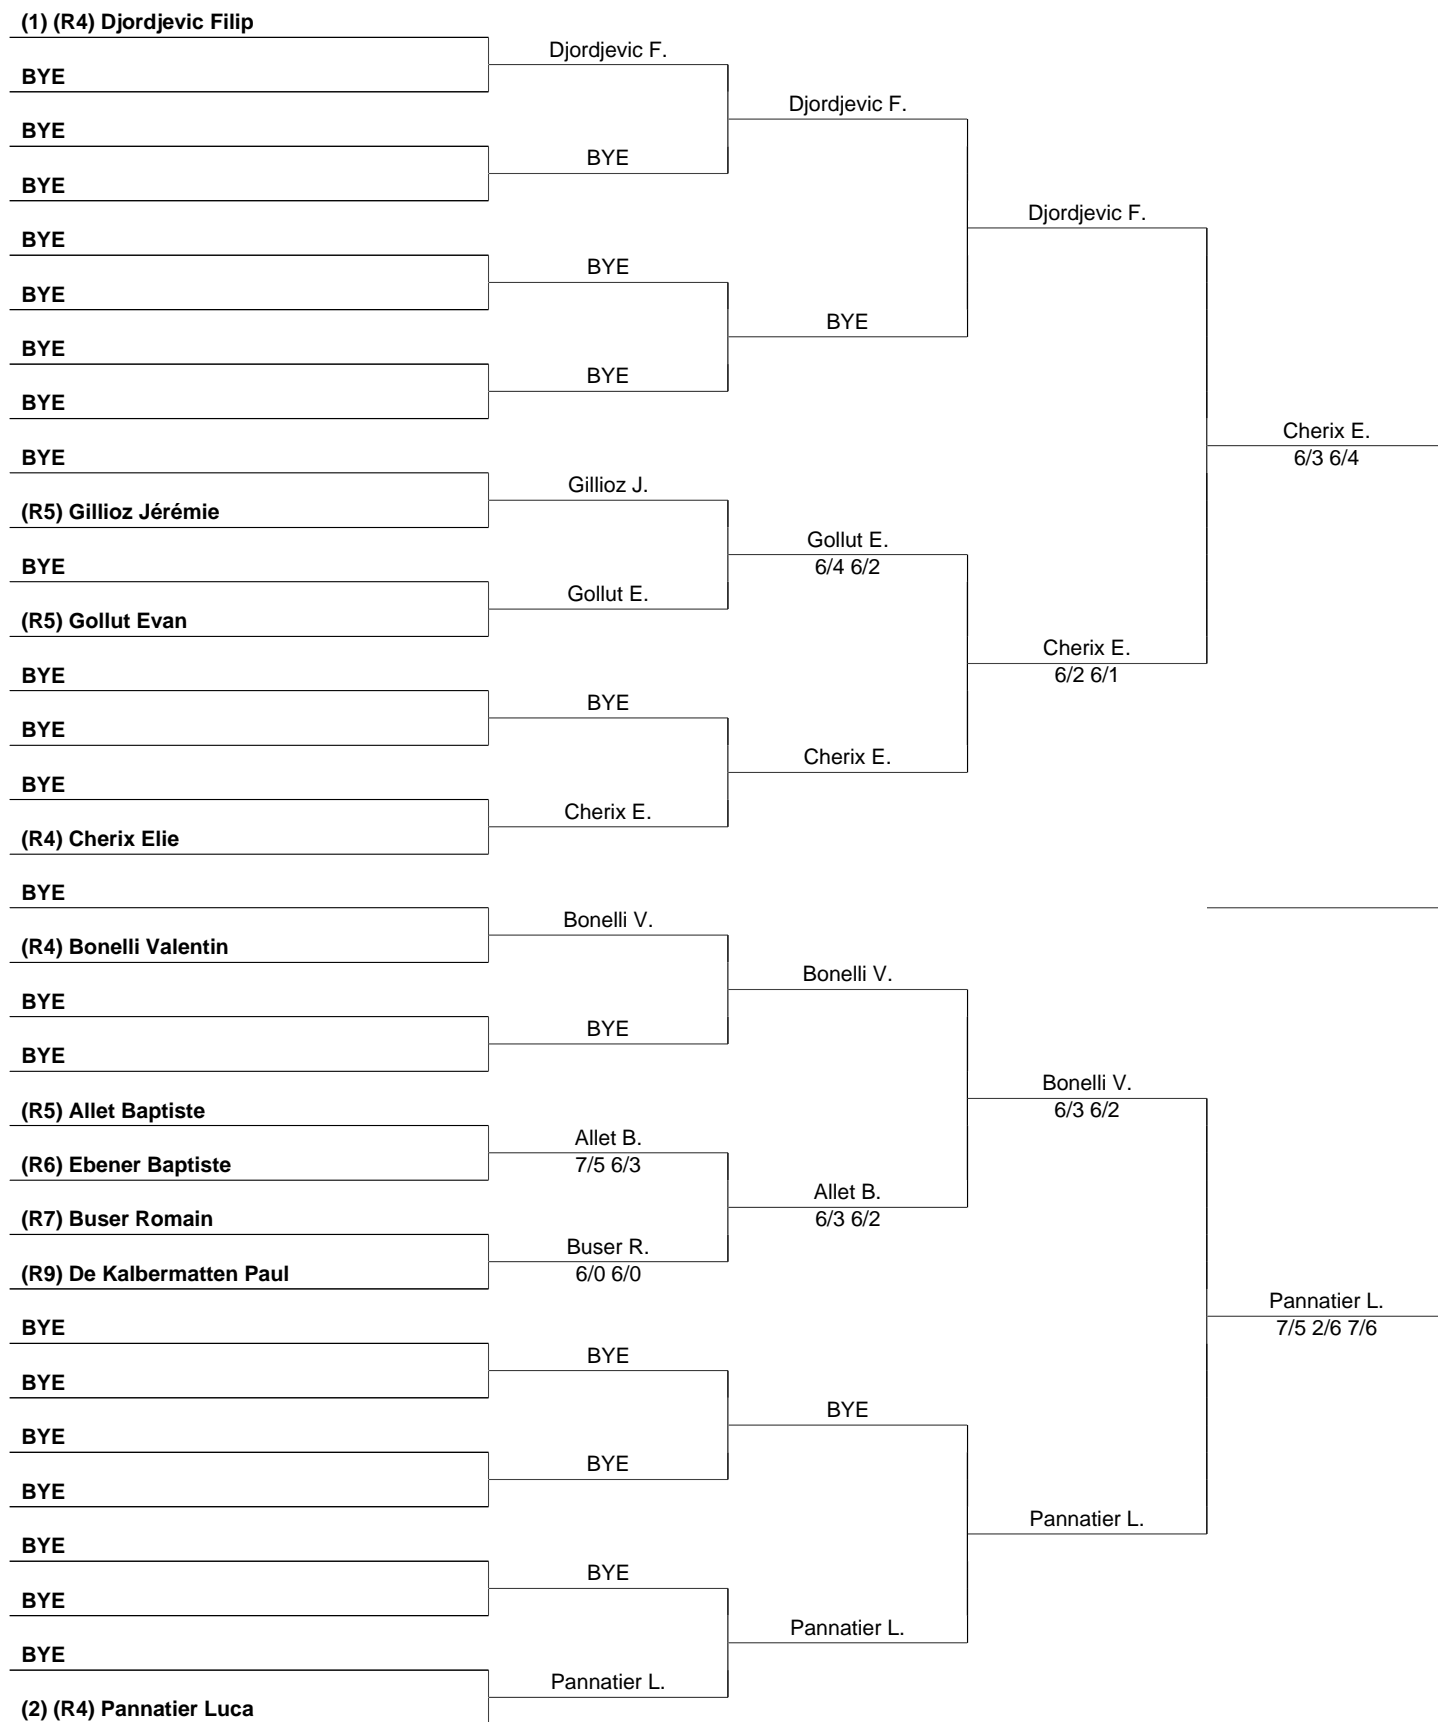 (1) (R4) Djordjevic Filip
BYE
BYE
BYE
BYE
BYE
BYE
BYE
BYE
(R5) Gillioz Jérémie
BYE
(R5) Gollut Evan
BYE
BYE
BYE
(R4) Cherix Elie
BYE
(R4) Bonelli Valentin
BYE
BYE
(R5) Allet Baptiste
(R6) Ebener Baptiste
(R7) Buser Romain
(R9) De Kalbermatten Paul
BYE
BYE
BYE
BYE
BYE
BYE
BYE
(2) (R4) Pannatier Luca
Djordjevic F.
BYE
BYE
BYE
Gillioz J.
Gollut E.
BYE
Cherix E.
Bonelli V.
BYE
Allet B.
7/5 6/3
Buser R.
6/0 6/0
BYE
BYE
BYE
Pannatier L.
Djordjevic F.
BYE
Gollut E.
6/4 6/2
Cherix E.
Bonelli V.
Allet B.
6/3 6/2
BYE
Pannatier L.
Djordjevic F.
Cherix E.
6/2 6/1
Bonelli V.
6/3 6/2
Pannatier L.
Cherix E.
6/3 6/4
Pannatier L.
7/5 2/6 7/6